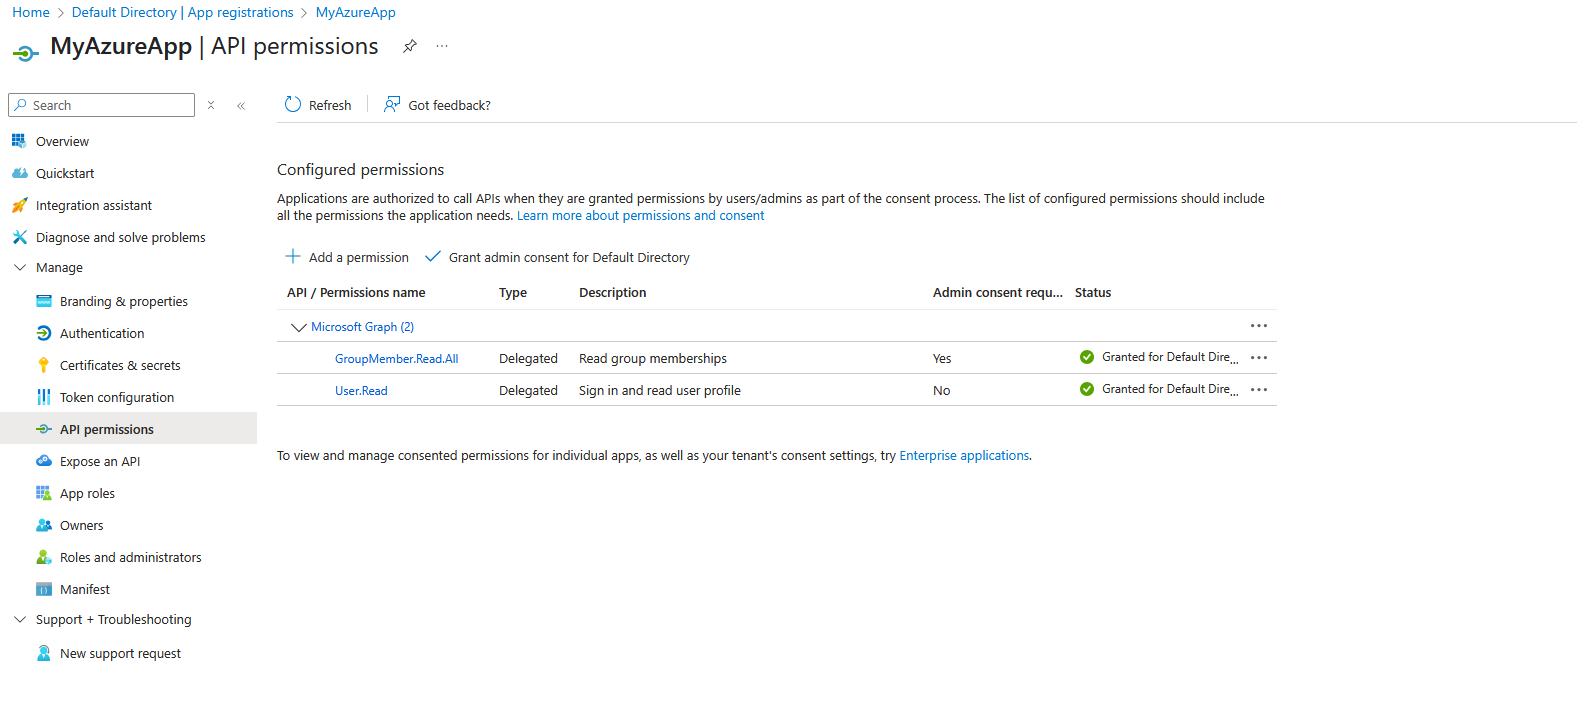 Home > Default Directory | App registrations > MyAzureApp
MyAzureApp | API permissions
Search
Refresh
Got feedback?
Overview
Quickstart
Integration assistant
Diagnose and solve problems
Manage
Branding & properties
Authentication
Certificates & secrets
Token configuration
API permissions
Expose an API
App roles
Owners
Roles and administrators
Manifest
Support + Troubleshooting
New support request
Configured permissions
Applications are authorized to call APIs when they are granted permissions by users/admins as part of the consent process. The list of configured permissions should include
all the permissions the application needs. Learn more about permissions and consent
Add a permission Grant admin consent for Default Directory
API / Permissions name Type Description Admin consent requ... Status
Microsoft Graph (2)
GroupMember.Read.All Delegated Read group memberships Yes Granted for Default Dire...
User.Read Delegated Sign in and read user profile No Granted for Default Dire...
To view and manage consented permissions for individual apps, as well as your tenant's consent settings, try Enterprise applications.